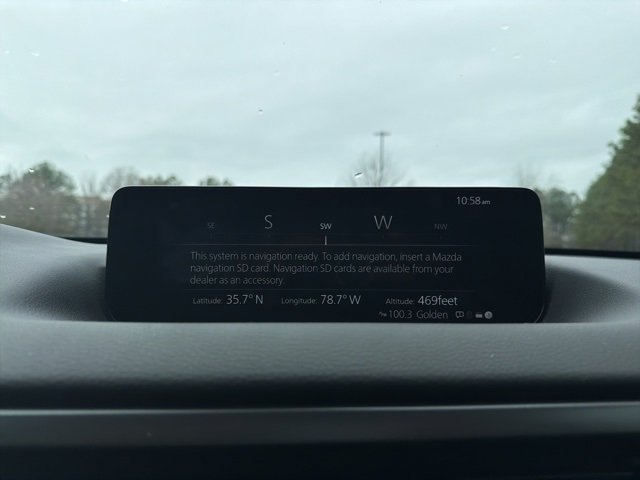 10:58 am
SE S SW W NW
This system is navigation ready. To add navigation, insert a Mazda
navigation SD card. Navigation SD cards are available from your
dealer as an accessory.
Latitude: 35.7° N Longitude: 78.7° W Altitude: 469feet
100.3 Golden